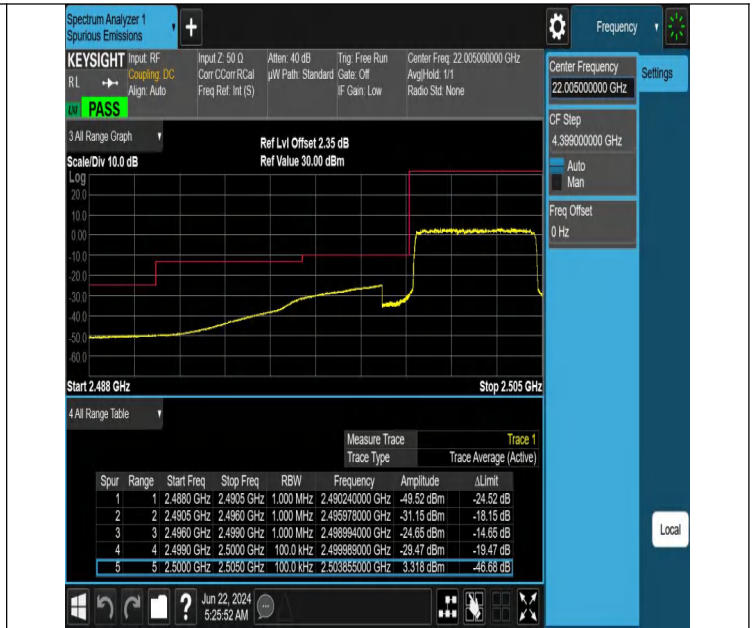 Spectrum Analyzer 1
Spurious Emissions
Frequency
KEYSIGHT Input: RF Input Z: 50 Ω Atten: 40 dB Trig: Free Run Center Freq: 22.005000000 GHz
Coupling: DC Corr CCorr RCal µW Path: Standard Gate: Off Avg|Hold: 1/1
RL Align: Auto Freq Ref: Int (S) IF Gain: Low Radio Std: None
LXI PASS
Center Frequency
22.005000000 GHz
Settings
CF Step
4.399000000 GHz
Auto
Man
Freq Offset
0 Hz
3 All Range Graph
Ref Lvl Offset 2.35 dB
Scale/Div 10.0 dB Ref Value 30.00 dBm
Log
20.0
10.0
0.00
-10.0
-20.0
-30.0
-40.0
-50.0
-60.0
Start 2.488 GHz Stop 2.505 GHz
4 All Range Table
Measure Trace Trace 1
Trace Type Trace Average (Active)
Spur Range Start Freq Stop Freq RBW Frequency Amplitude ΔLimit
1 1 2.4880 GHz 2.4905 GHz 1.000 MHz 2.490240000 GHz -49.52 dBm -24.52 dB
2 2 2.4905 GHz 2.4960 GHz 1.000 MHz 2.495978000 GHz -31.15 dBm -18.15 dB
3 3 2.4960 GHz 2.4990 GHz 1.000 MHz 2.498994000 GHz -24.65 dBm -14.65 dB
4 4 2.4990 GHz 2.5000 GHz 100.0 kHz 2.499989000 GHz -29.47 dBm -19.47 dB
5 5 2.5000 GHz 2.5050 GHz 100.0 kHz 2.503855000 GHz 3.318 dBm -46.68 dB
Local
Jun 22, 2024
5:25:52 AM